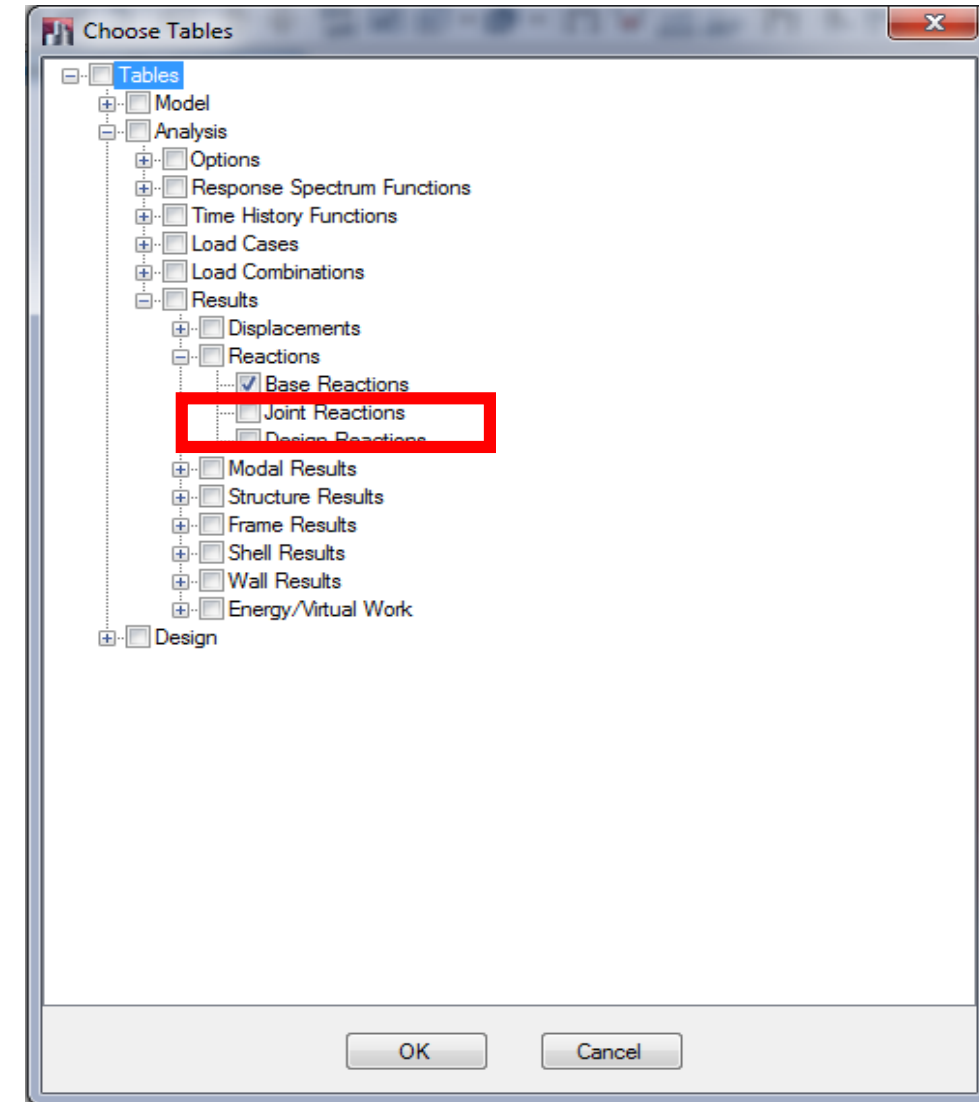 Choose Tables
Tables
Model
Analysis
Options
Response Spectrum Functions
Time History Functions
Load Cases
Load Combinations
Results
Displacements
Reactions
Base Reactions
Joint Reactions
Design Reactions
Modal Results
Structure Results
Frame Results
Shell Results
Wall Results
Energy/Virtual Work
Design
OK Cancel